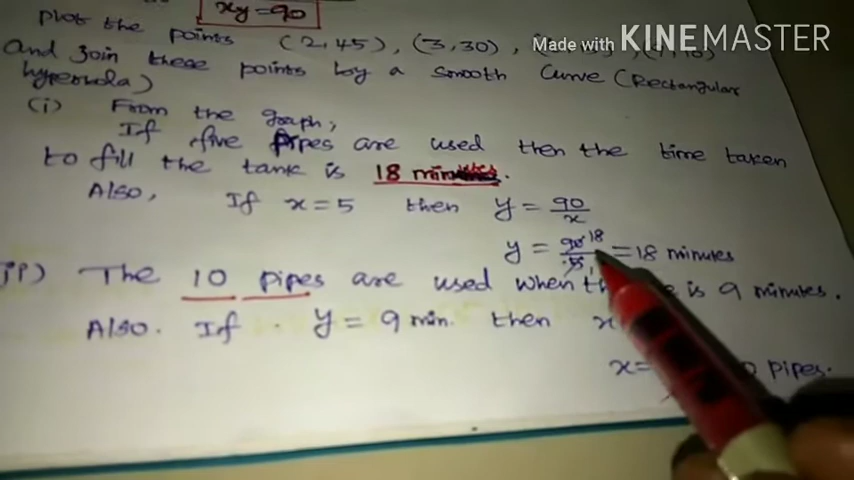 xy = 90
plot the points (2,45), (3,30),
Made with KINEMASTER
and Join these points by a smooth Curve (Rectangular
hyperbola)
(i) From the graph;
If five Pipes are used then the time taken
to fill the tank is 18 minutes.
Also, If x = 5 then y = 90/x
y = 90 18/5 1 = 18 minutes
The 10 pipes are used when is 9 minutes.
Also. If y = 9 min. then x
x = pipes.